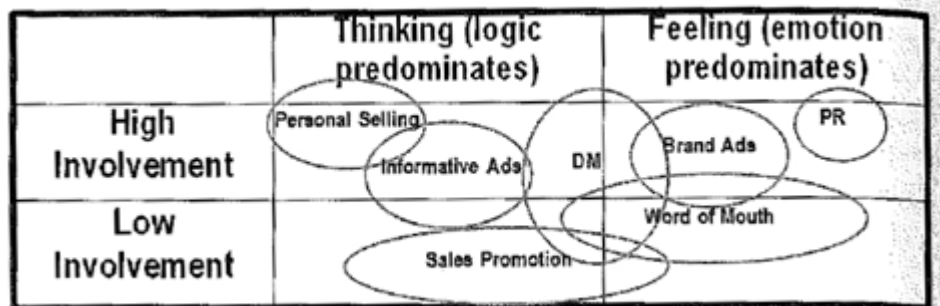 Thinking (logic
predominates)
Feeling (emotion
predominates)
High
Involvement
Personal Selling
Informative Ads
DM
Brand Ads
PR
Low
Involvement
Sales Promotion
Word of Mouth